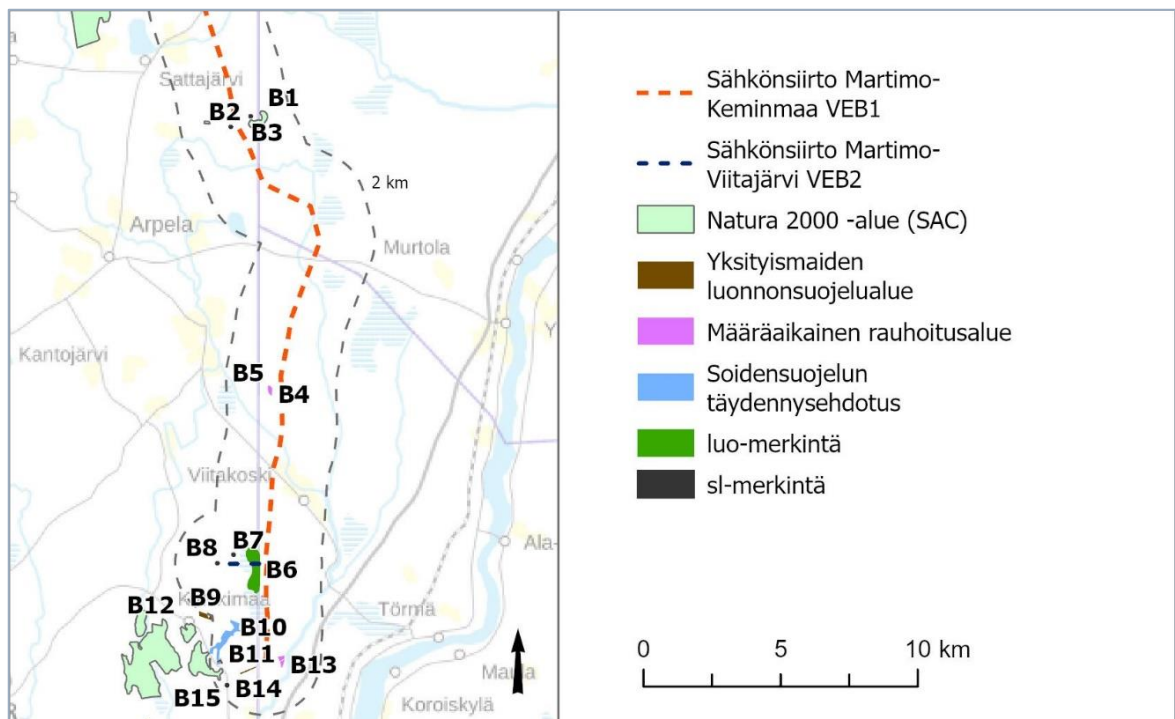 Sattajärvi
B1
B2
B3
2 km
Arpela
Murtola
Kantojärvi
B5
B4
Viitakoski
B7
B8
B6
Ala-
B9
B12
B10
Törmä
B11
B13
Maula
B15
B14
Koroiskylä
Sähkönsiirto Martimo-
Keminmaa VEB1
Sähkönsiirto Martimo-
Viitajärvi VEB2
Natura 2000 -alue (SAC)
Yksityismaiden
luonnonsuojelualue
Määräaikainen rauhoitusalue
Soidensuojelun
täydennysehdotus
luo-merkintä
sl-merkintä
0 5 10 km